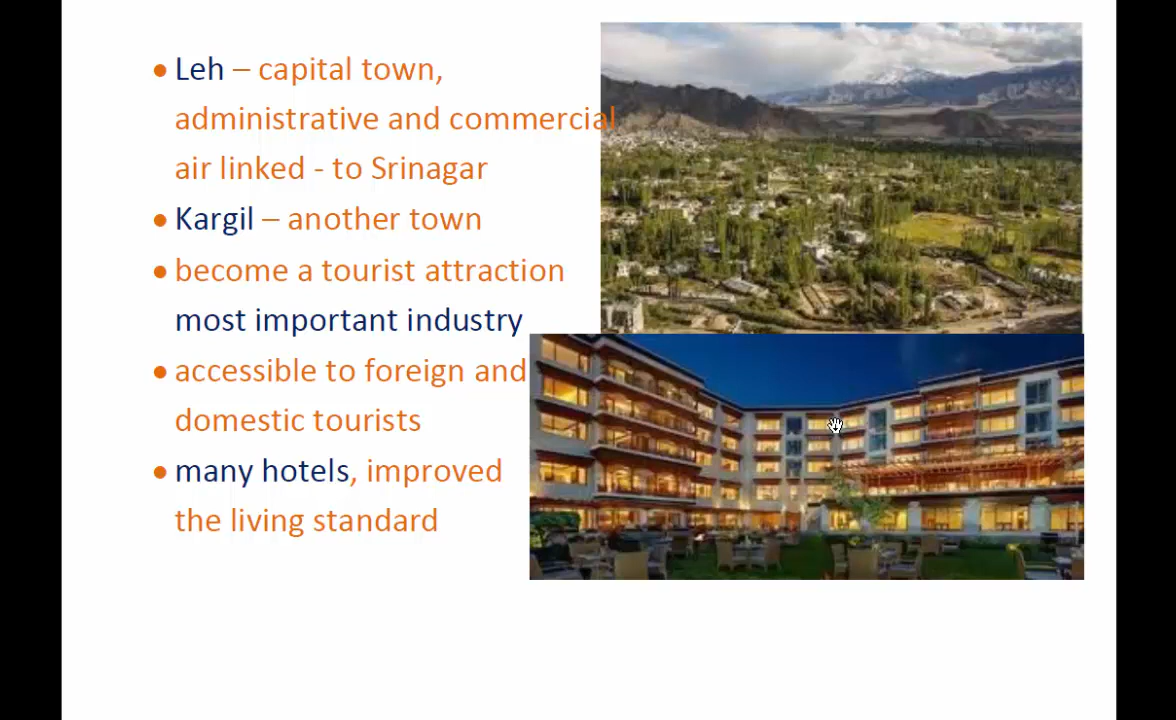 • Leh – capital town,
administrative and commercial
air linked - to Srinagar
• Kargil – another town
• become a tourist attraction
most important industry
• accessible to foreign and
domestic tourists
• many hotels, improved
the living standard